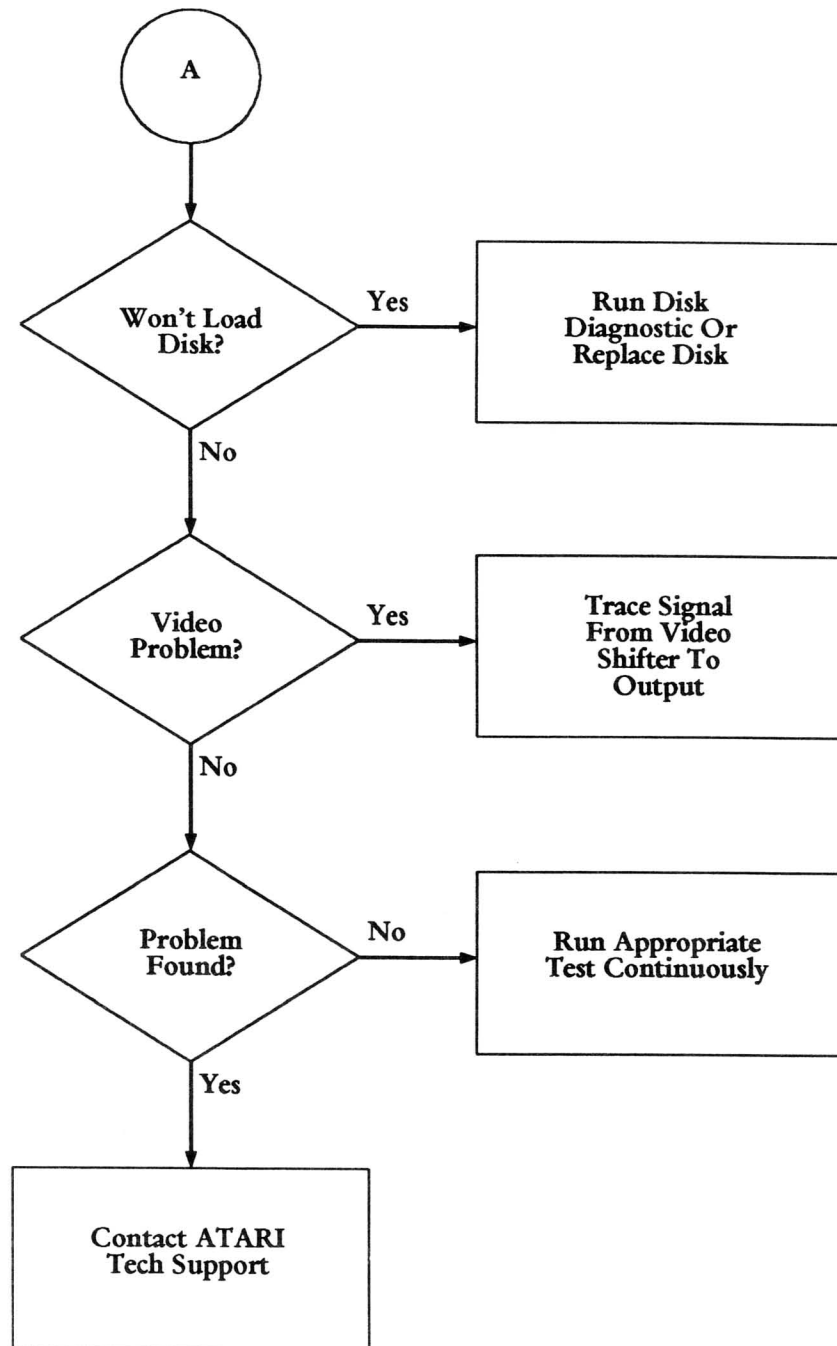 A
Won't Load
Disk?
Yes
Run Disk
Diagnostic Or
Replace Disk
No
Video
Problem?
Yes
Trace Signal
From Video
Shifter To
Output
No
Problem
Found?
No
Run Appropriate
Test Continuously
Yes
Contact ATARI
Tech Support